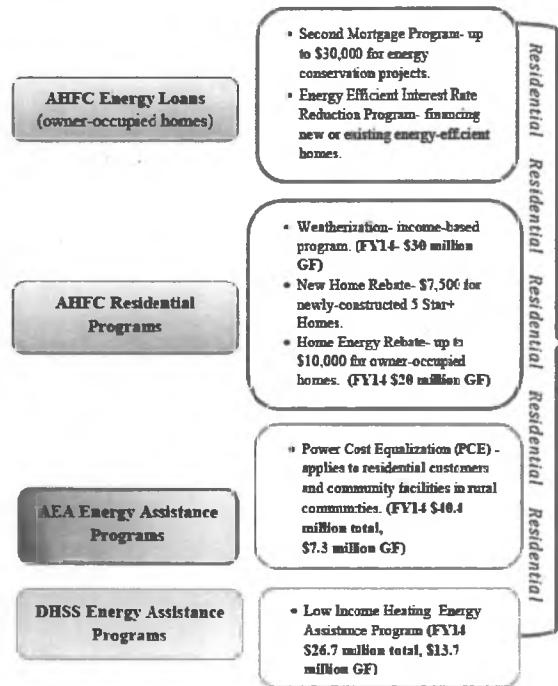 • Second Mortgage Program- up
to $30,000 for energy
conservation projects.
• Energy Efficient Interest Rate
Reduction Program- financing
new or existing energy-efficient
homes.
AHFC Energy Loans
(owner-occupied homes)
• Weatherization- income-based
program. (FY14- $30 million
GF)
• New Home Rebate- $7,500 for
newly-constructed 5 Star+
Homes.
• Home Energy Rebate- up to
$10,000 for owner-occupied
homes. (FY14 $20 million GF)
AHFC Residential
Programs
• Power Cost Equalization (PCE) -
applies to residential customers
and community facilities in rural
communities. (FY14 $40.4
million total,
$7.3 million GF)
AEA Energy Assistance
Programs
• Low Income Heating Energy
Assistance Program (FY14
$26.7 million total, $13.7
million GF)
DHSS Energy Assistance
Programs
Residential Residential Residential Residential Residential